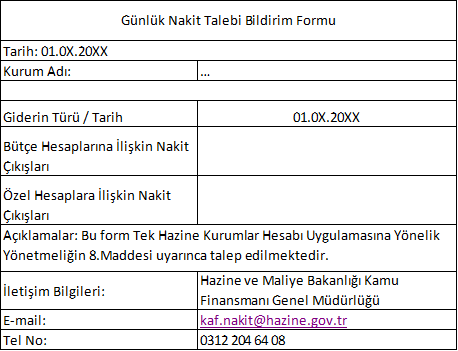 Günlük Nakit Talebi Bildirim Formu
Tarih: 01.0X.20XX
Kurum Adı: ...
Giderin Türü / Tarih 01.0X.20XX
Bütçe Hesaplarına İlişkin Nakit
Çıkışları
Özel Hesaplara İlişkin Nakit
Çıkışları
Açıklamalar: Bu form Tek Hazine Kurumlar Hesabı Uygulamasına Yönelik
Yönetmeliğin 8.Maddesi uyarınca talep edilmektedir.
İletişim Bilgileri: Hazine ve Maliye Bakanlığı Kamu
Finansmanı Genel Müdürlüğü
E-mail: kaf.nakit@hazine.gov.tr
Tel No: 0312 204 64 08